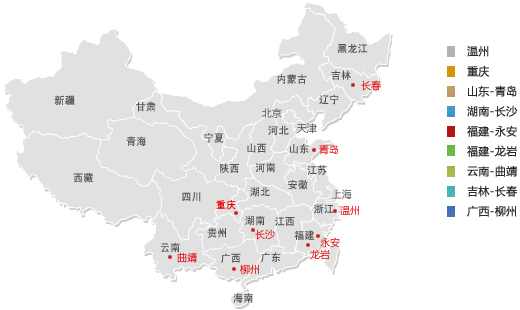 黑龙江
吉林
长春
内蒙古
辽宁
新疆
甘肃
北京
天津
河北
宁夏
青海
山西
山东
青岛
陕西
河南
江苏
西藏
安徽
四川
湖北
上海
重庆
浙江
温州
湖南
江西
贵州
长沙
福建
永安
云南
曲靖
广西
广东
龙岩
柳州
海南
温州
重庆
山东-青岛
湖南-长沙
福建-永安
福建-龙岩
云南-曲靖
吉林-长春
广西-柳州